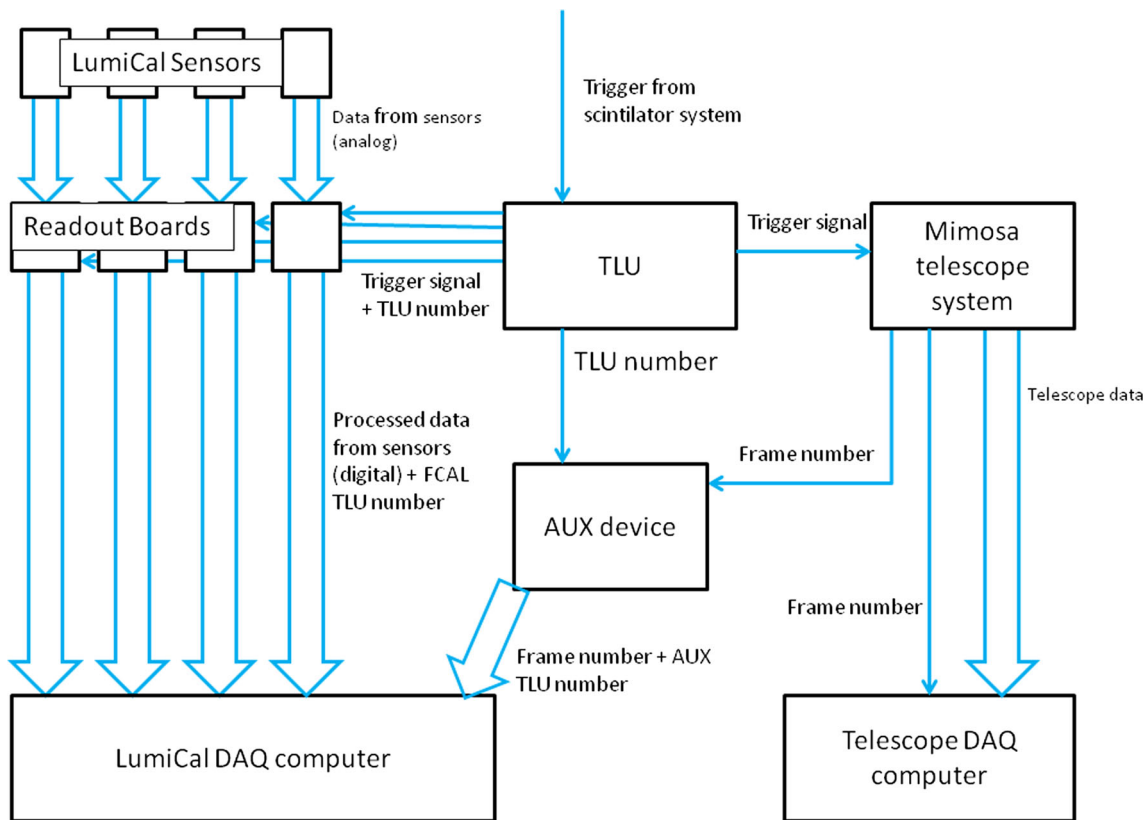 LumiCal Sensors
Trigger from
scintilator system
Data from sensors
(analog)
Readout Boards
TLU
Trigger signal
Mimosa
telescope
system
Trigger signal
+ TLU number
TLU number
Telescope data
Processed data
from sensors
(digital) + FCAL
TLU number
Frame number
AUX device
Frame number
Frame number + AUX
TLU number
LumiCal DAQ computer
Telescope DAQ
computer